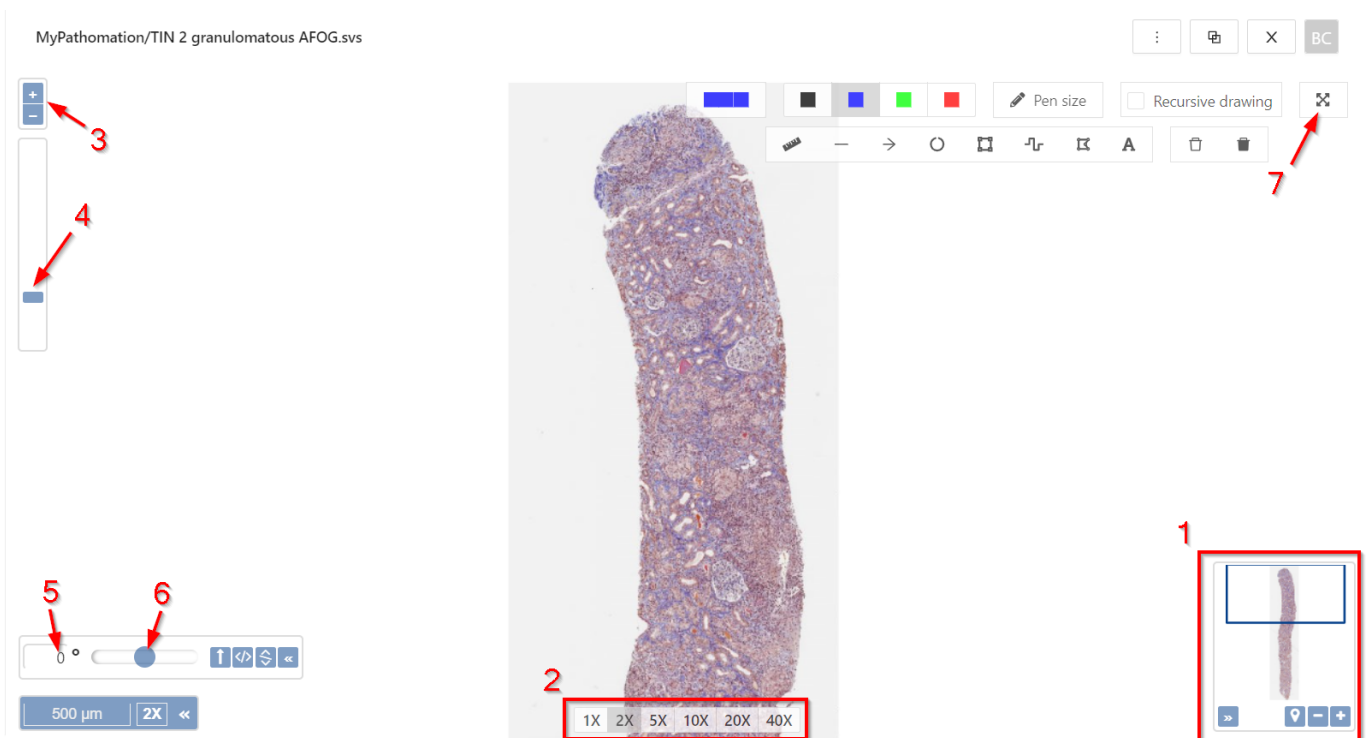 MyPathomation/TIN 2 granulomatous AFOG.svs
BC
+
−
3
Pen size
Recursive drawing
A
7
4
1
5
6
0 °
</>
«
2
500 µm
2X
«
1X 2X 5X 10X 20X 40X
»
−
+